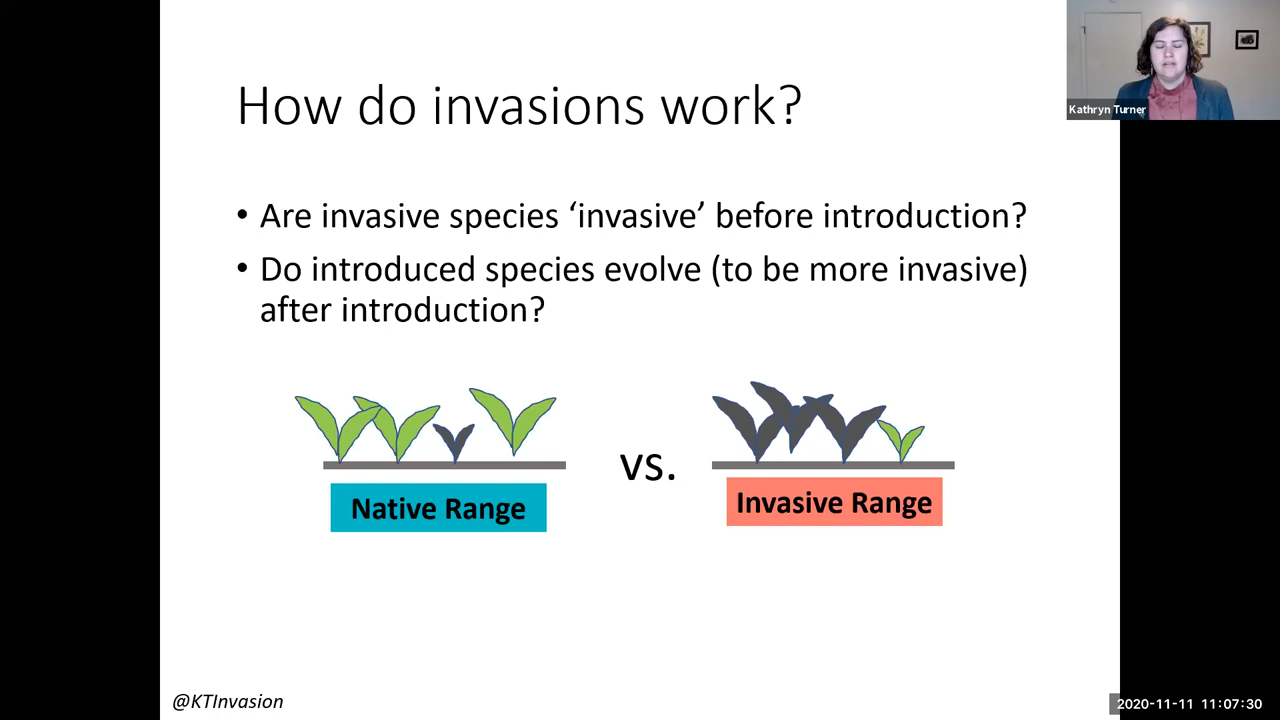 How do invasions work?
Kathryn Turner
• Are invasive species ‘invasive’ before introduction?
• Do introduced species evolve (to be more invasive)
after introduction?
vs.
Native Range
Invasive Range
@KTInvasion
2020-11-11 11:07:30